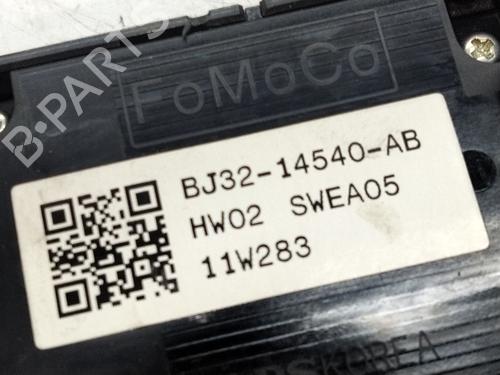 FoMoCo
B-PARTS
BJ32-14540-AB
HW02 SWEA05
11W283